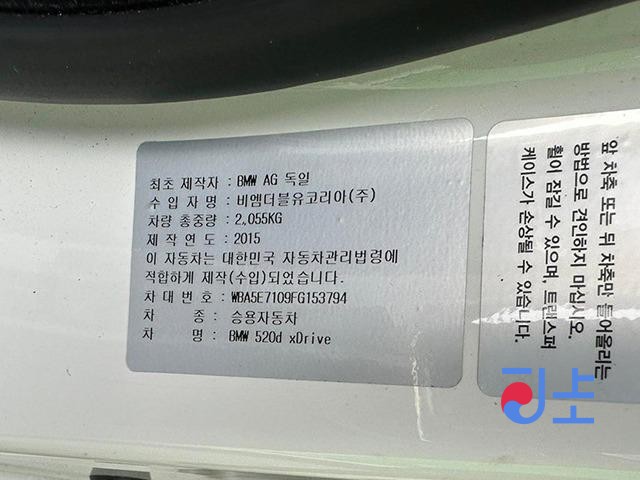 최초 제작자 : BMW AG 독일
수 입 자 명 : 비엠더블유코리아(주)
차량 총중량 : 2,055KG
제 작 연 도 : 2015
이 자동차는 대한민국 자동차관리법령에
적합하게 제작(수입)되었습니다.
차 대 번 호 : WBA5E7109FG153794
차 종 : 승용자동차
차 명 : BMW 520d xDrive
앞 차축 또는 뒤 차축만 들어올리는
방법으로 견인하지 마십시오.
휠이 잠길 수 있으며, 트랜스퍼
케이스가 손상될 수 있습니다.